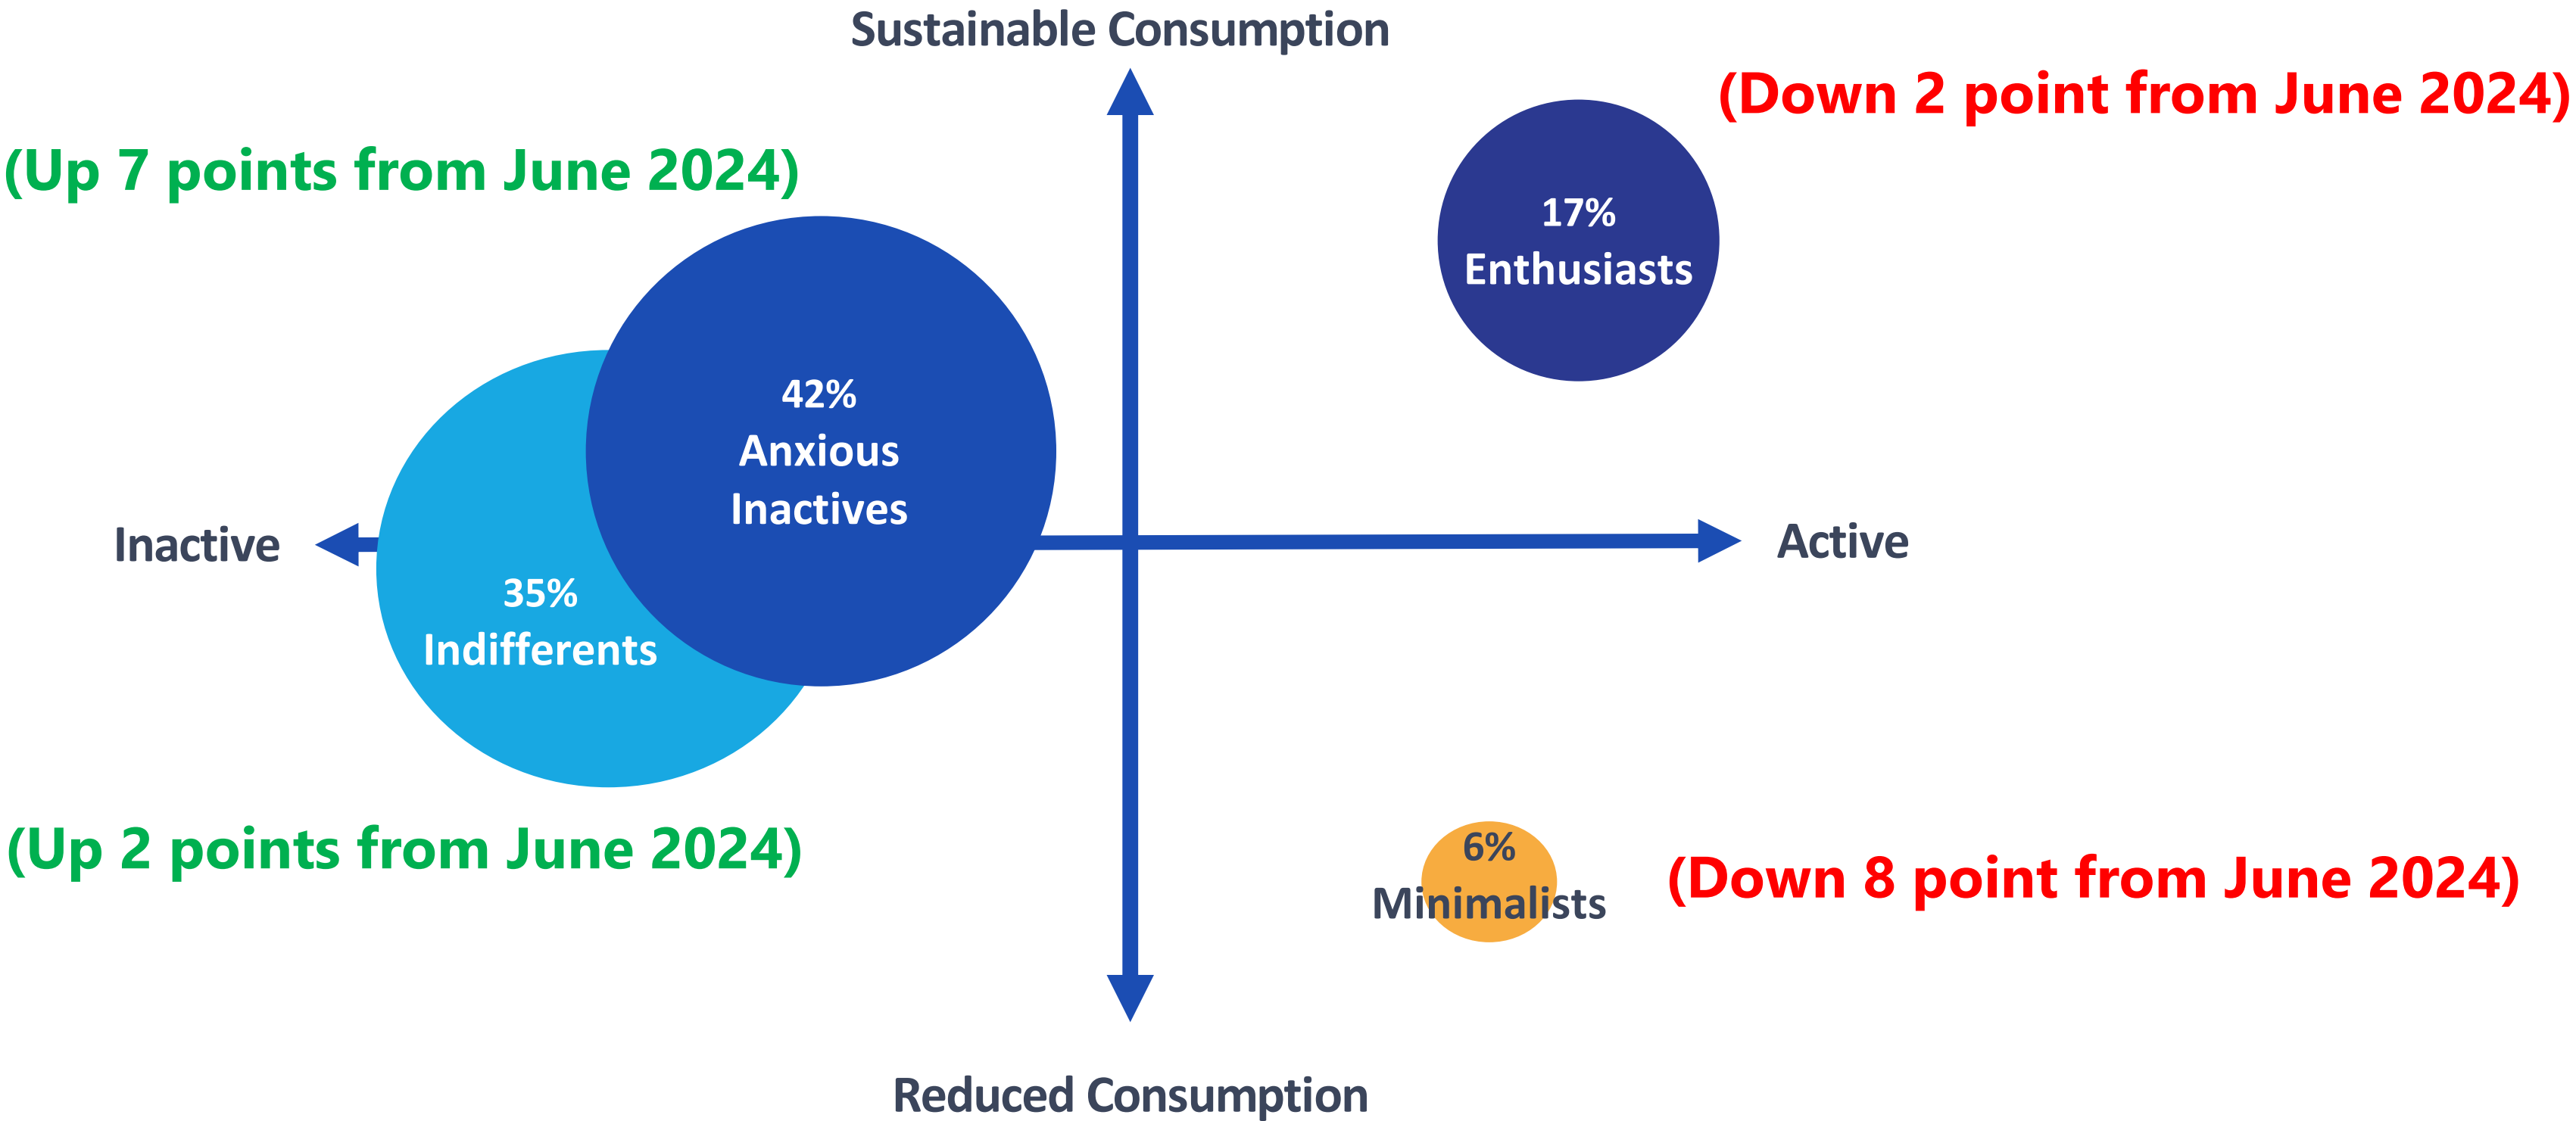 Sustainable Consumption
(Down 2 point from June 2024)
(Up 7 points from June 2024)
17%
Enthusiasts
42%
Anxious
Inactives
Inactive
Active
35%
Indifferents
(Up 2 points from June 2024)
6%
Minimalists
(Down 8 point from June 2024)
Reduced Consumption